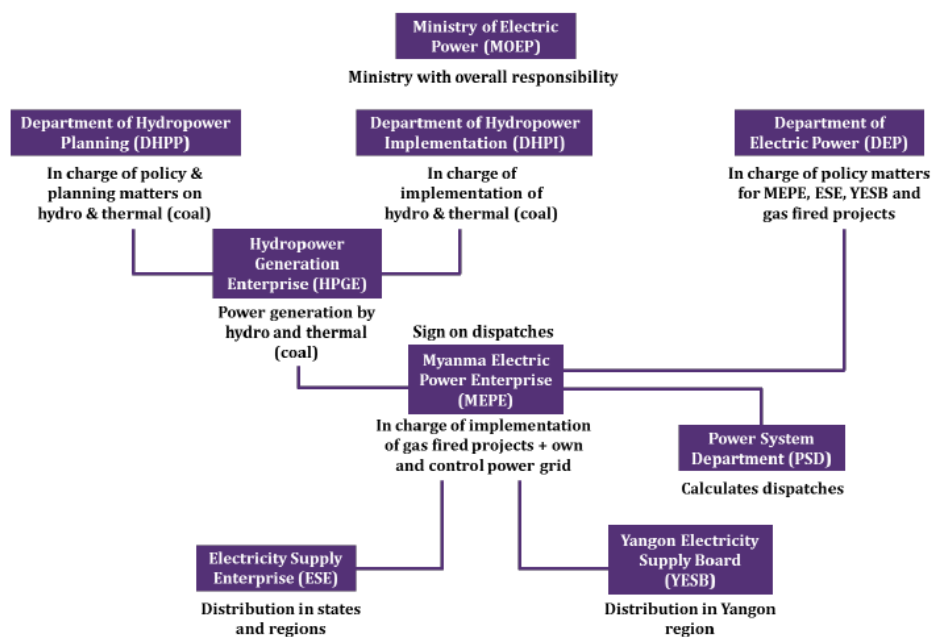 Ministry of Electric
Power (MOEP)
Ministry with overall responsibility
Department of Hydropower
Planning (DHPP)
In charge of policy &
planning matters on
hydro & thermal (coal)
Department of Hydropower
Implementation (DHPI)
In charge of
implementation of
hydro & thermal (coal)
Department of
Electric Power (DEP)
In charge of policy matters
for MEPE, ESE, YESB and
gas fired projects
Hydropower
Generation
Enterprise (HPGE)
Power generation by
hydro and thermal
(coal)
Sign on dispatches
Myanma Electric
Power Enterprise
(MEPE)
In charge of implementation
of gas fired projects + own
and control power grid
Power System
Department (PSD)
Calculates dispatches
Electricity Supply
Enterprise (ESE)
Distribution in states
and regions
Yangon Electricity
Supply Board
(YESB)
Distribution in Yangon
region